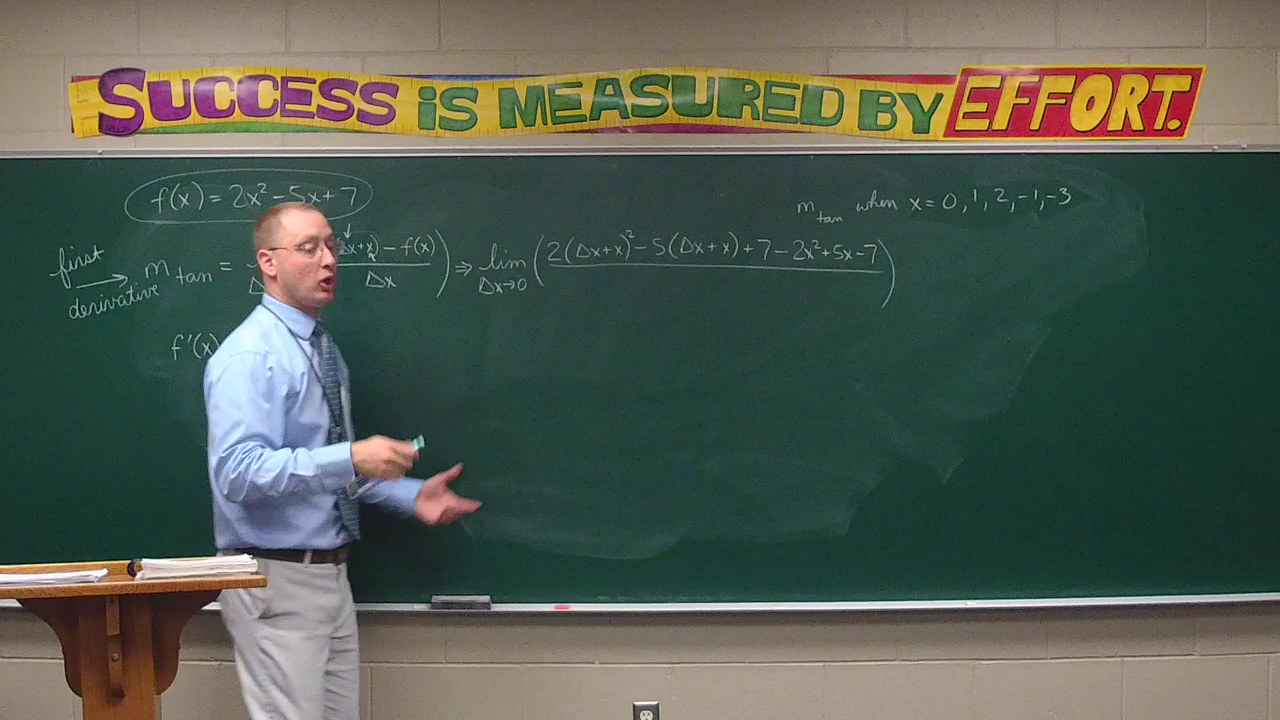 SUCCESS iS MEASURED BY EFFORT.
f(x) = 2x² - 5x + 7
m tan when x = 0, 1, 2, -1, -3
first derivative → m tan = Δx+x) - f(x) / Δx ) ⇒ lim Δx→0 ( 2(Δx+x)² - 5(Δx+x) + 7 - 2x² + 5x - 7 )
f'(x)